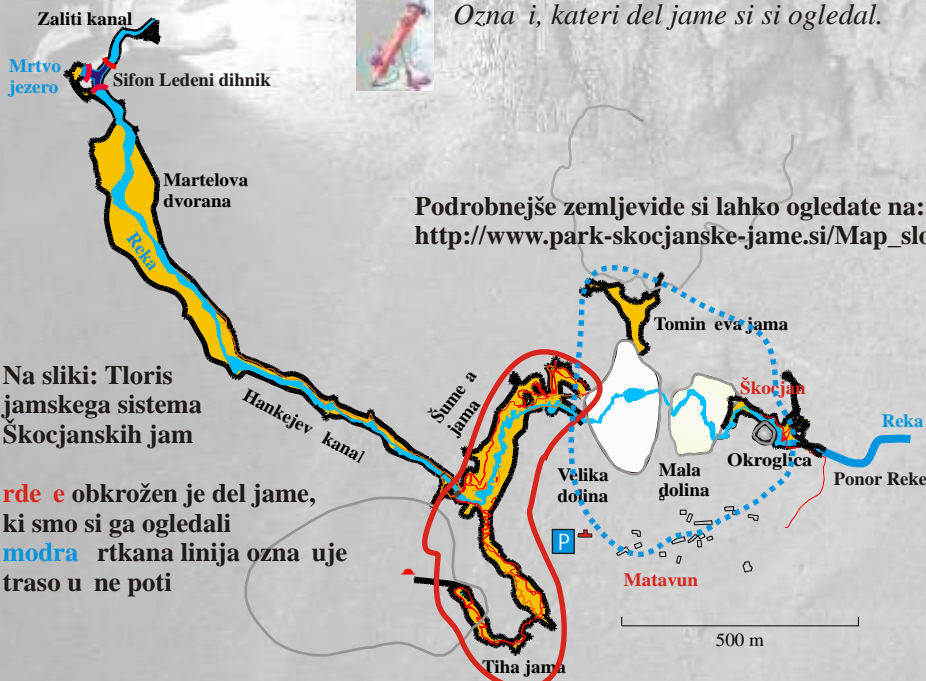 Zaliti kanal
Ozna i, kateri del jame si si ogledal.
Mrtvo
jezero
Sifon Ledeni dihnik
Martelova
dvorana
Podrobnejše zemljevide si lahko ogledate na:
http://www.park-skocjanske-jame.si/Map_slo
Reka
Tomin eva jama
Na sliki: Tloris
jamskega sistema
Škocjanskih jam
Hankejev kanal
Šume a
jama
Škocjan
Reka
Okroglica
Ponor Reke
Velika
dolina
Mala
dolina
rde e obkrožen je del jame,
ki smo si ga ogledali
modra rtkana linija ozna uje
traso u ne poti
P
Matavun
500 m
Tiha jama